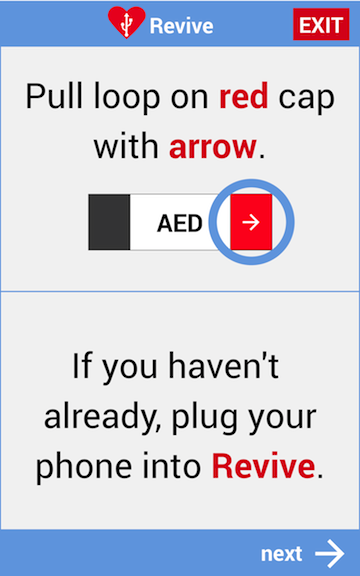 Revive
EXIT
Pull loop on red cap
with arrow.
AED
If you haven't
already, plug your
phone into Revive.
next